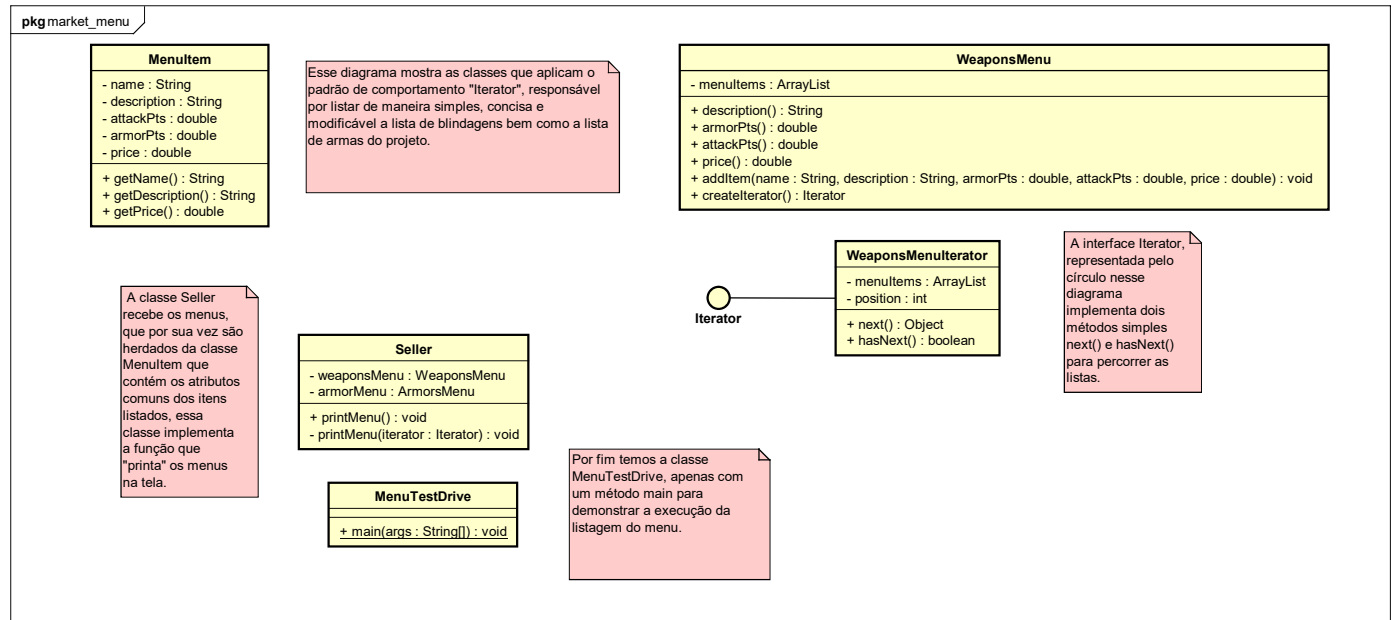 pkg market_menu
MenuItem
- name : String
- description : String
- attackPts : double
- armorPts : double
- price : double
+ getName() : String
+ getDescription() : String
+ getPrice() : double
Esse diagrama mostra as classes que aplicam o
padrão de comportamento "Iterator", responsável
por listar de maneira simples, concisa e
modificável a lista de blindagens bem como a lista
de armas do projeto.
WeaponsMenu
- menuItems : ArrayList
+ description() : String
+ armorPts() : double
+ attackPts() : double
+ price() : double
+ addItem(name : String, description : String, armorPts : double, attackPts : double, price : double) : void
+ createIterator() : Iterator
Iterator
WeaponsMenuIterator
- menuItems : ArrayList
- position : int
+ next() : Object
+ hasNext() : boolean
A interface Iterator,
representada pelo
círculo nesse
diagrama
implementa dois
métodos simples
next() e hasNext()
para percorrer as
listas.
A classe Seller
recebe os menus,
que por sua vez são
herdados da classe
MenuItem que
contém os atributos
comuns dos itens
listados, essa
classe implementa
a função que
"printa" os menus
na tela.
Seller
- weaponsMenu : WeaponsMenu
- armorMenu : ArmorsMenu
+ printMenu() : void
- printMenu(iterator : Iterator) : void
MenuTestDrive
+ main(args : String[]) : void
Por fim temos a classe
MenuTestDrive, apenas com
um método main para
demonstrar a execução da
listagem do menu.